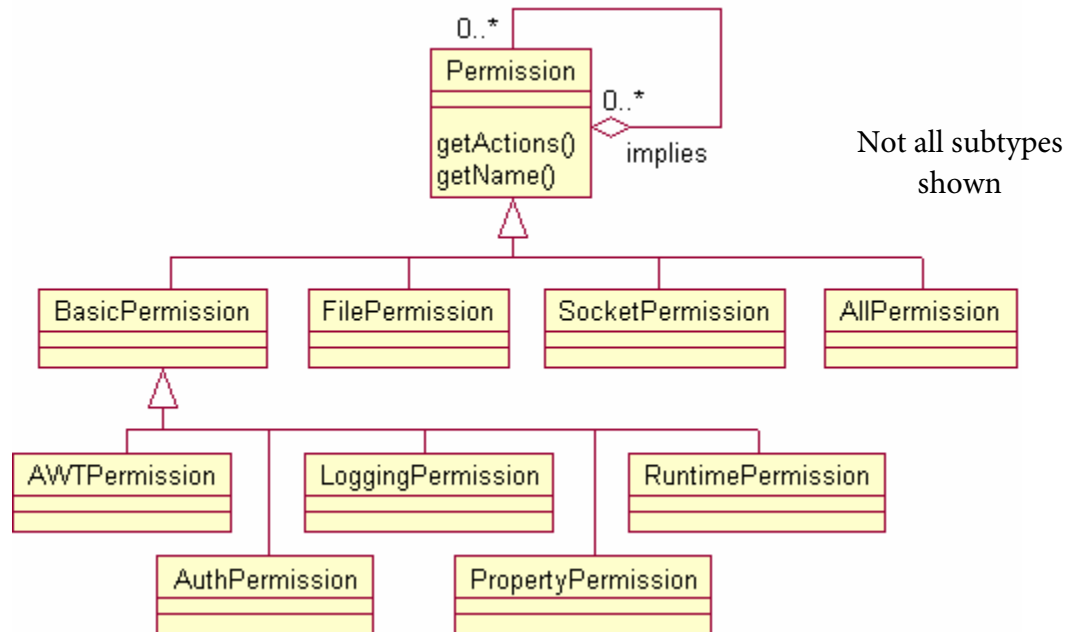 0..*
Permission
0..*
getActions()
implies
getName()
Not all subtypes
shown
BasicPermission
FilePermission
SocketPermission
AllPermission
AWTPermission
LoggingPermission
RuntimePermission
AuthPermission
PropertyPermission